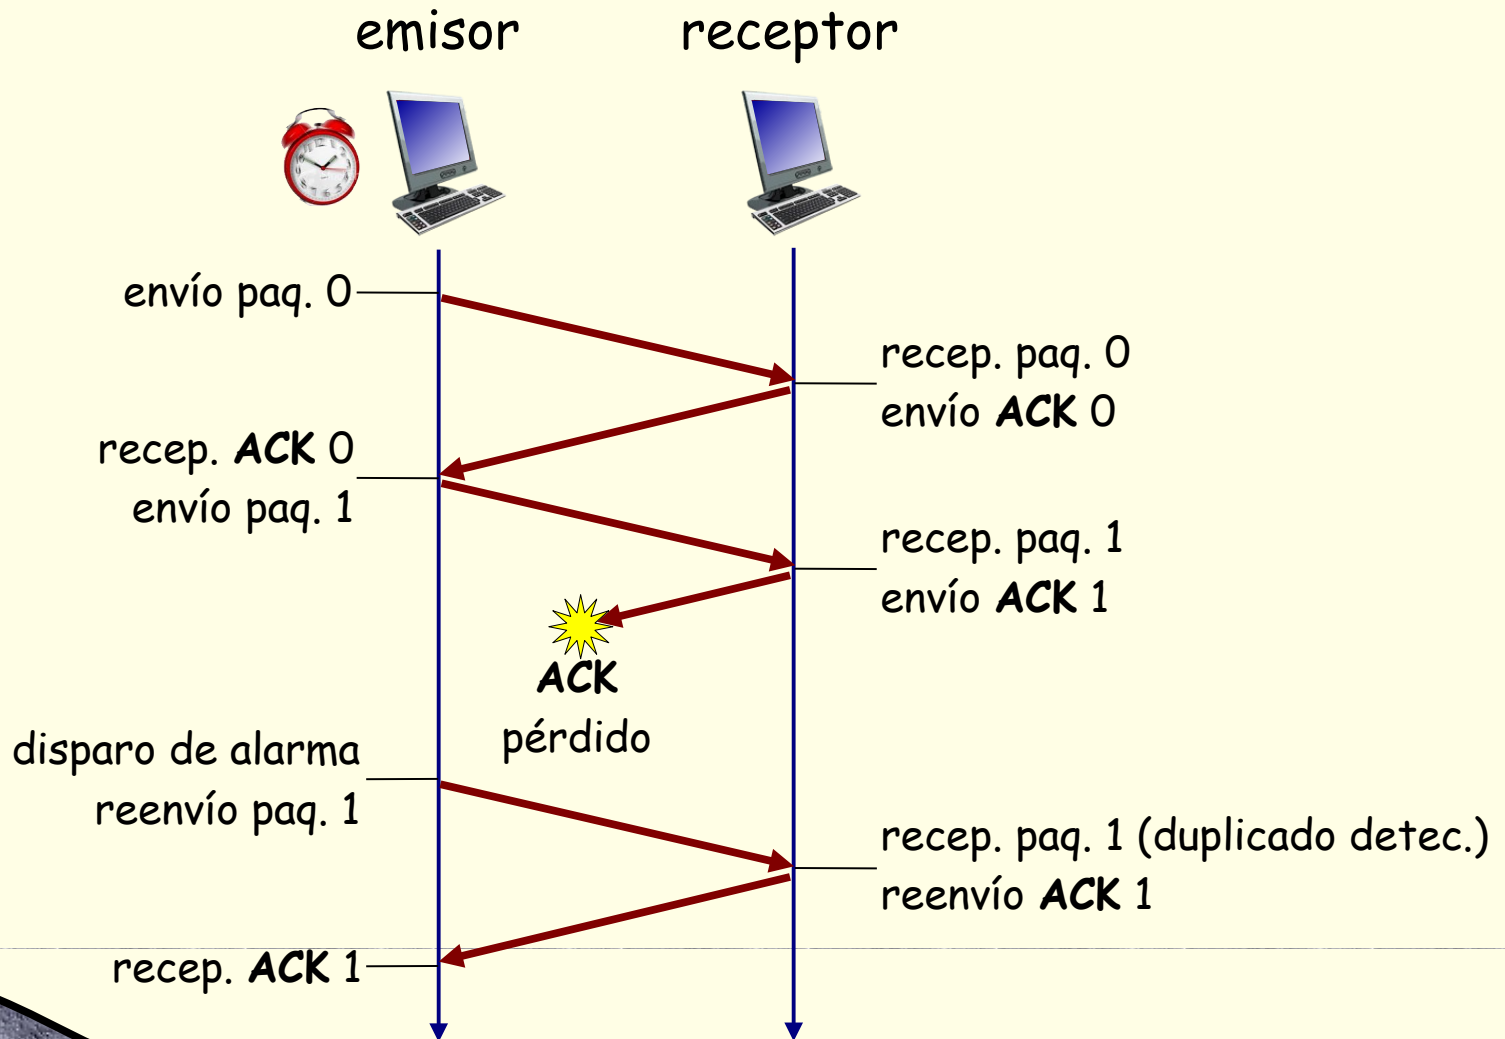 emisor
receptor
envío paq. 0
recep. paq. 0
envío ACK 0
recep. ACK 0
envío paq. 1
recep. paq. 1
envío ACK 1
ACK
pérdido
disparo de alarma
reenvío paq. 1
recep. paq. 1 (duplicado detec.)
reenvío ACK 1
recep. ACK 1